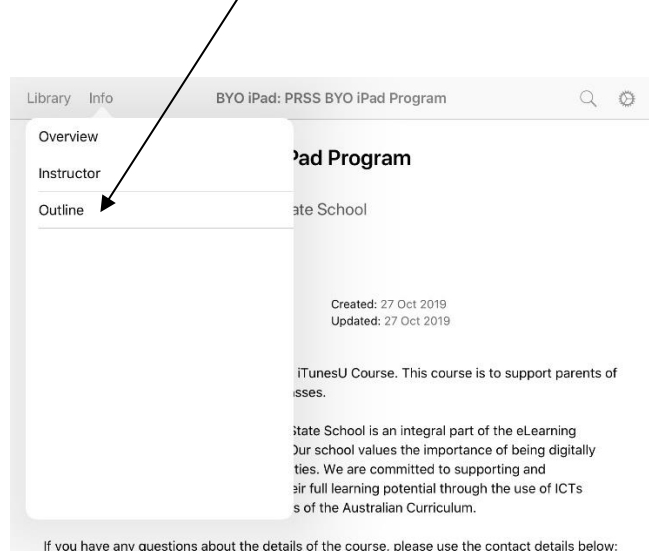 Library Info BYO iPad: PRSS BYO iPad Program
Overview
Pad Program
Instructor
Outline
ate School
Created: 27 Oct 2019
Updated: 27 Oct 2019
iTunesU Course. This course is to support parents of
sses.
State School is an integral part of the eLearning
Our school values the importance of being digitally
ties. We are committed to supporting and
eir full learning potential through the use of ICTs
s of the Australian Curriculum.
If you have any questions about the details of the course, please use the contact details below: